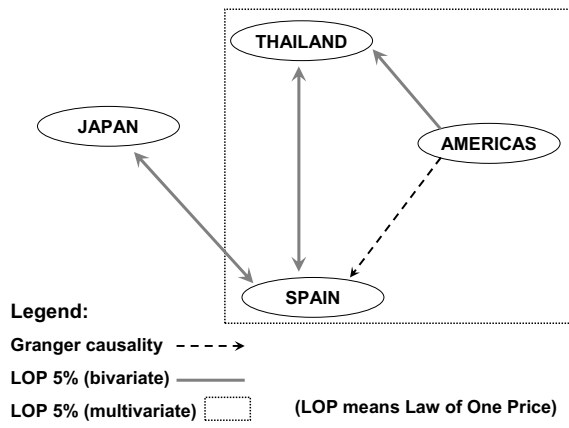 THAILAND
JAPAN
AMERICAS
SPAIN
Legend:
Granger causality
LOP 5% (bivariate)
LOP 5% (multivariate)
(LOP means Law of One Price)